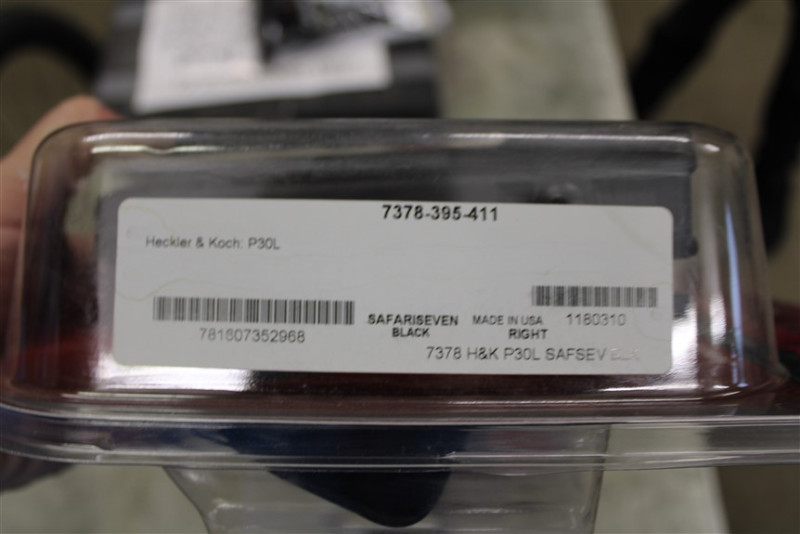 7378-395-411
Heckler & Koch: P30L
781607352968
SAFARISEVEN
BLACK
MADE IN USA
RIGHT
1180310
7378 H&K P30L SAFSEV